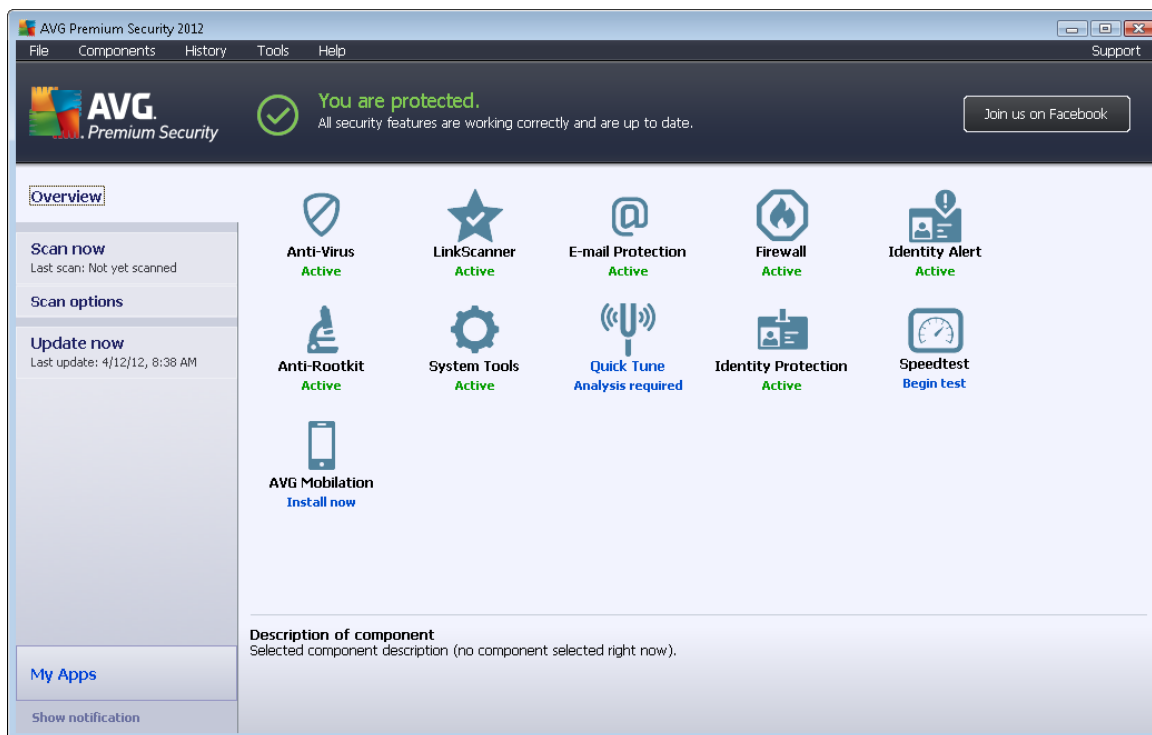 AVG Premium Security 2012
File Components History Tools Help Support
AVG.
Premium Security
You are protected.
All security features are working correctly and are up to date.
Join us on Facebook
Overview
Scan now
Last scan: Not yet scanned
Scan options
Update now
Last update: 4/12/12, 8:38 AM
Anti-Virus
Active
LinkScanner
Active
E-mail Protection
Active
Firewall
Active
Identity Alert
Active
Anti-Rootkit
Active
System Tools
Active
Quick Tune
Analysis required
Identity Protection
Active
Speedtest
Begin test
AVG Mobilation
Install now
Description of component
Selected component description (no component selected right now).
My Apps
Show notification